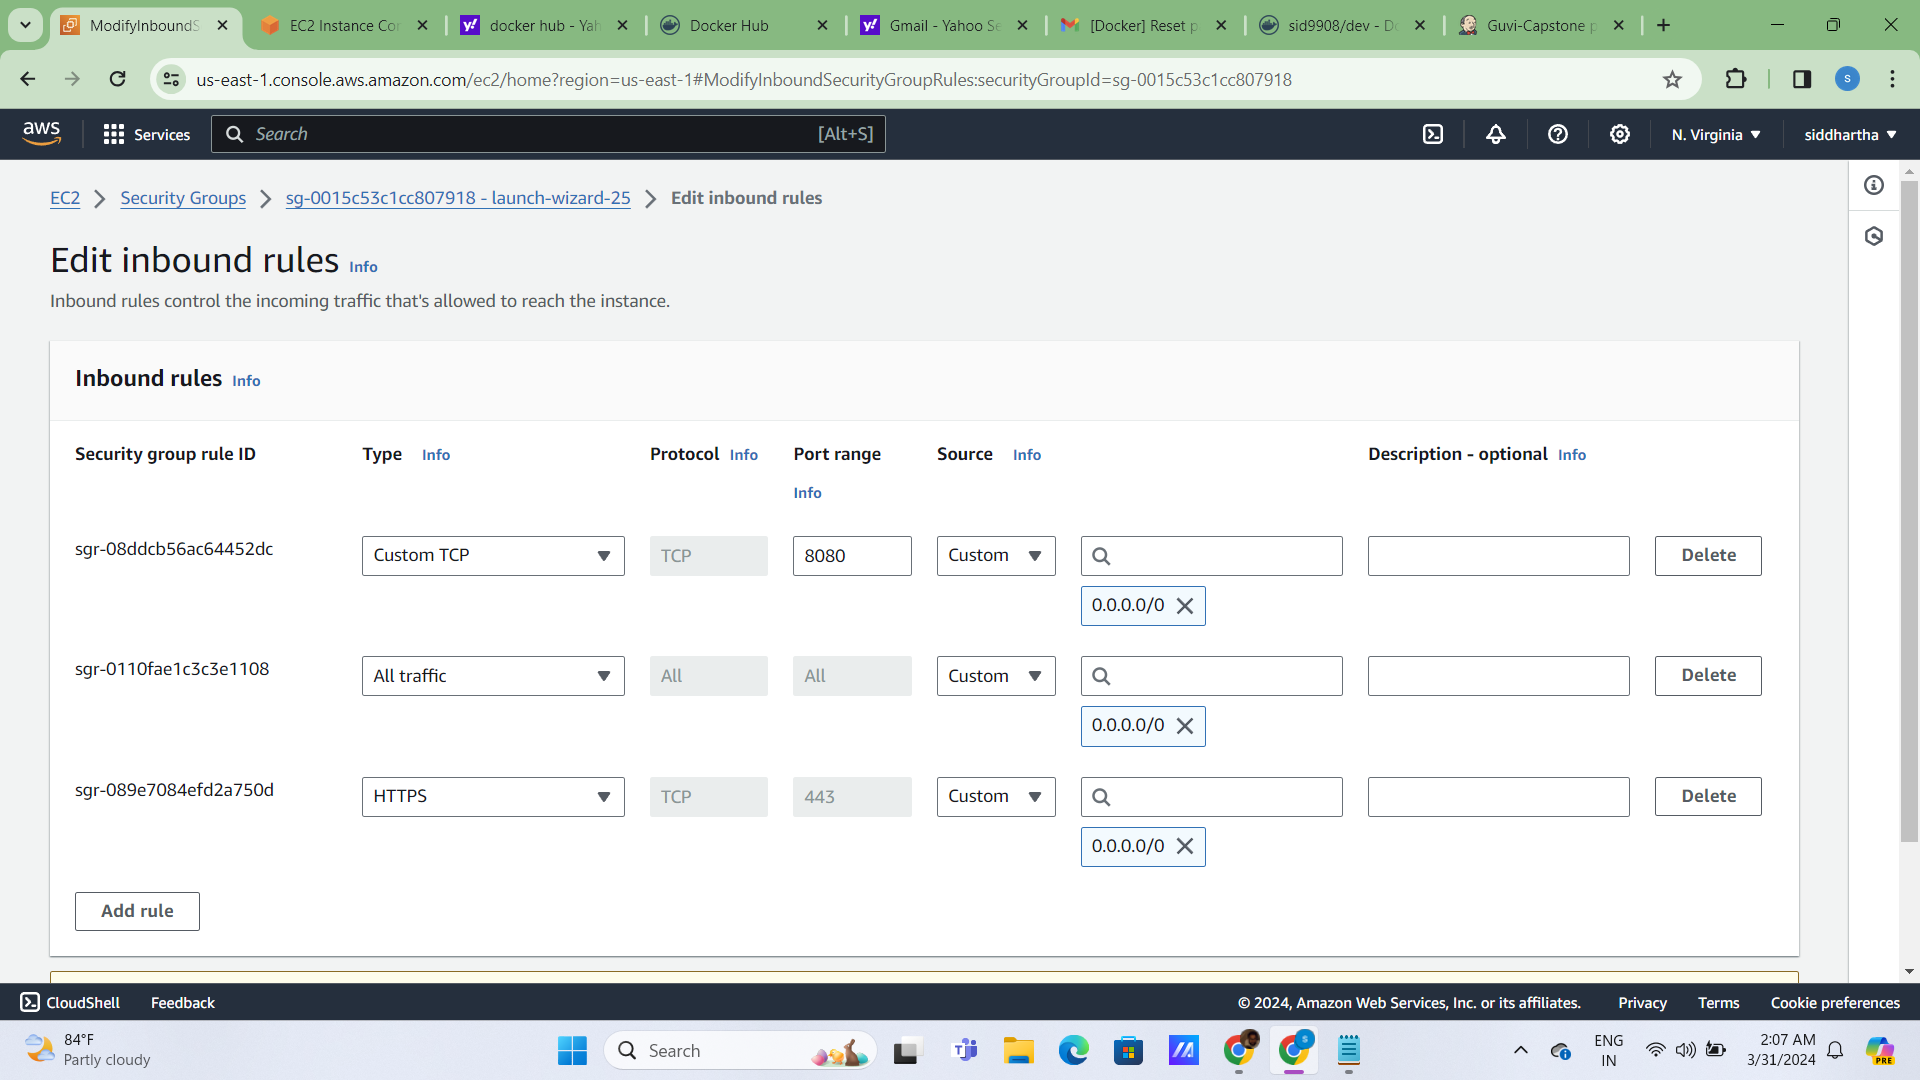 ModifyInboundS
EC2 Instance Con
docker hub - Yah
Docker Hub
Gmail - Yahoo Se
[Docker] Reset p
sid9908/dev - Do
Guvi-Capstone p
us-east-1.console.aws.amazon.com/ec2/home?region=us-east-1#ModifyInboundSecurityGroupRules:securityGroupId=sg-0015c53c1cc807918
S
aws
Services
Search
[Alt+S]
N. Virginia
siddhartha
EC2 > Security Groups > sg-0015c53c1cc807918 - launch-wizard-25 > Edit inbound rules
Edit inbound rules Info
Inbound rules control the incoming traffic that's allowed to reach the instance.
Inbound rules Info
Security group rule ID Type Info Protocol Info Port range Source Info Description - optional Info
Info
sgr-08ddcb56ac64452dc Custom TCP TCP 8080 Custom Delete
0.0.0.0/0
sgr-0110fae1c3c3e1108 All traffic All All Custom Delete
0.0.0.0/0
sgr-089e7084efd2a750d HTTPS TCP 443 Custom Delete
0.0.0.0/0
Add rule
CloudShell Feedback © 2024, Amazon Web Services, Inc. or its affiliates. Privacy Terms Cookie preferences
84°F
Partly cloudy
Search
ENG
IN
2:07 AM
3/31/2024
PRE